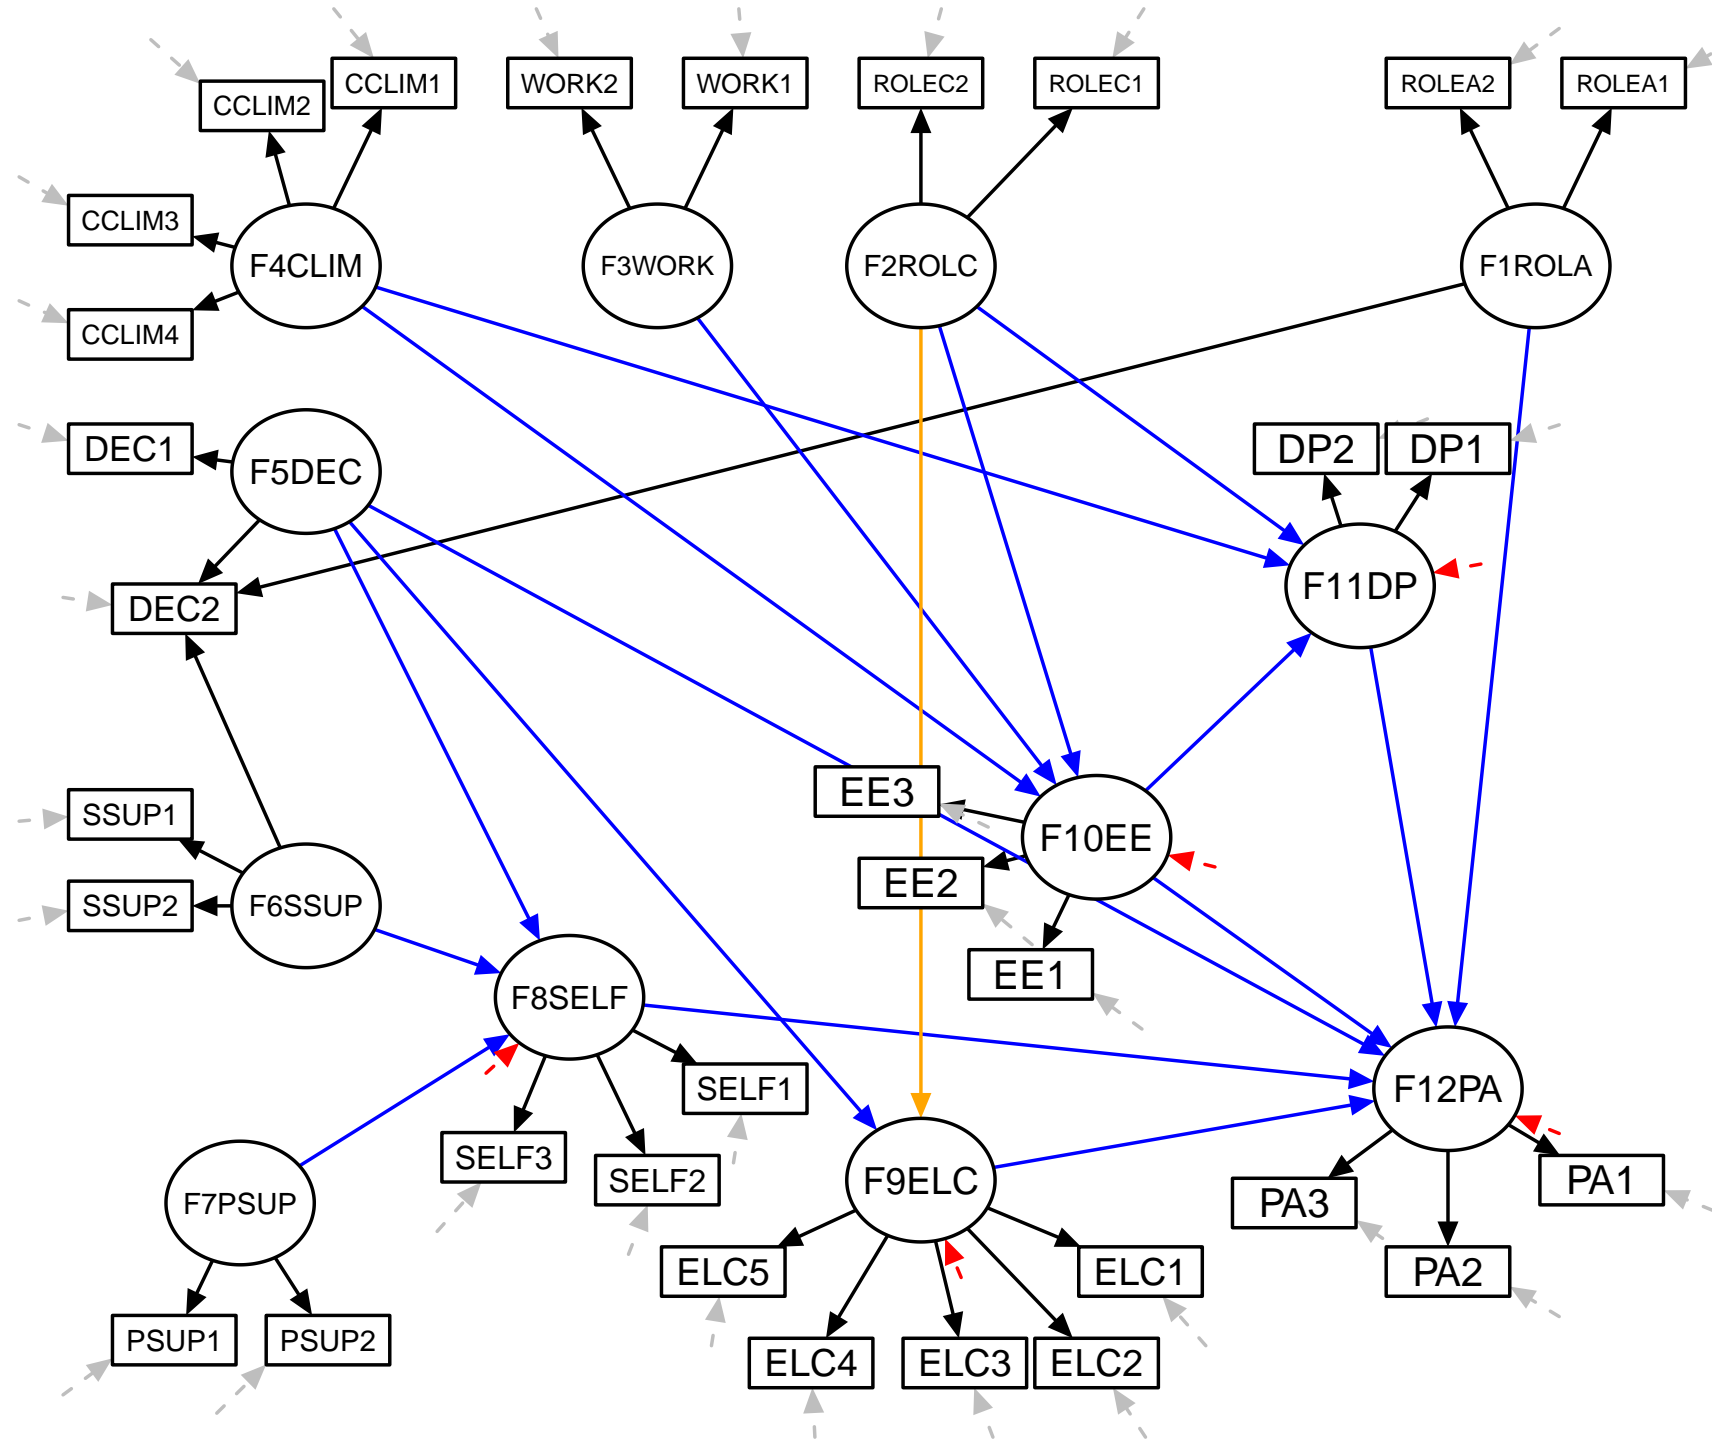 CCLIM2
CCLIM1
WORK2
WORK1
ROLEC2
ROLEC1
ROLEA2
ROLEA1
CCLIM3
F4CLIM
F3WORK
F2ROLC
F1ROLA
CCLIM4
DEC1
F5DEC
DP2
DP1
F11DP
DEC2
SSUP1
EE3
F10EE
EE2
SSUP2
F6SSUP
EE1
F8SELF
SELF1
F12PA
SELF3
SELF2
F9ELC
PA1
PA3
F7PSUP
ELC5
ELC1
PA2
PSUP1
PSUP2
ELC4
ELC3
ELC2